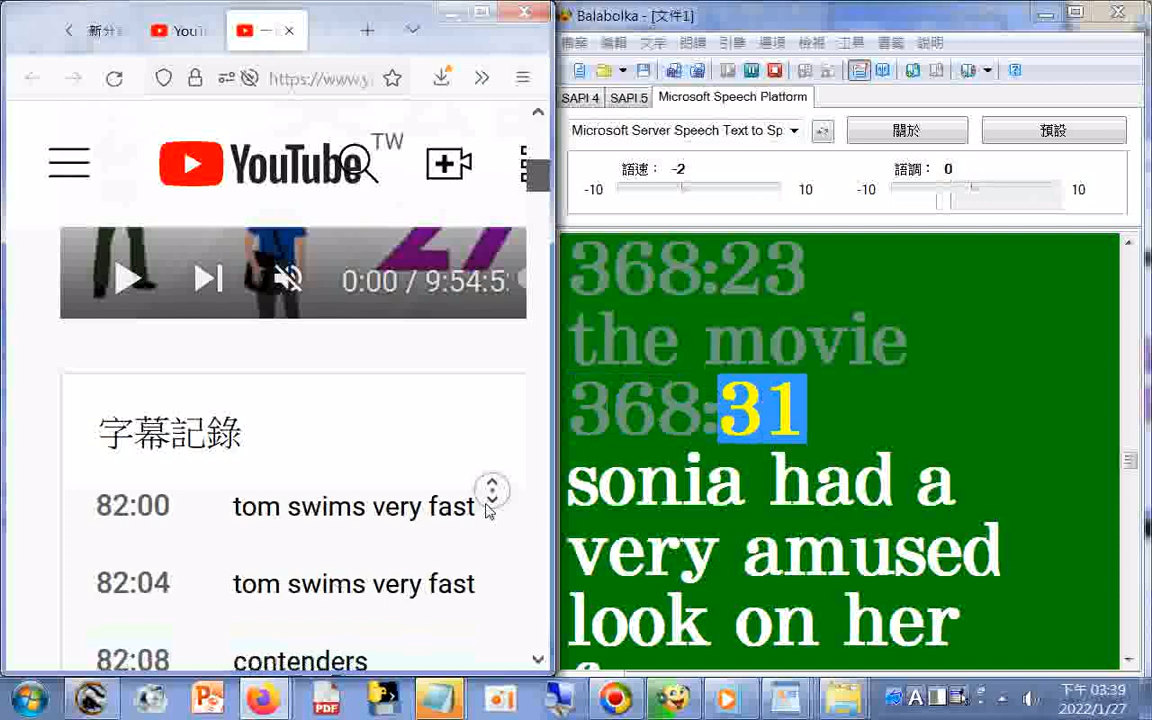 新分
YouT
一
https://www.y
TW
YouTube
27
0:00 / 9:54:5
字幕記錄
82:00 tom swims very fast
82:04 tom swims very fast
82:08 contenders
Balabolka - [文件1]
檔案 編輯 文字 朗讀 引擎 選項 檢視 工具 書籤 說明
SAPI 4 SAPI 5 Microsoft Speech Platform
Microsoft Server Speech Text to Sp
關於
預設
語速： -2
語調： 0
-10 10 -10 10
368:23
the movie
368:31
sonia had a
very amused
look on her
PDF
A
下午 03:39
2022/1/27